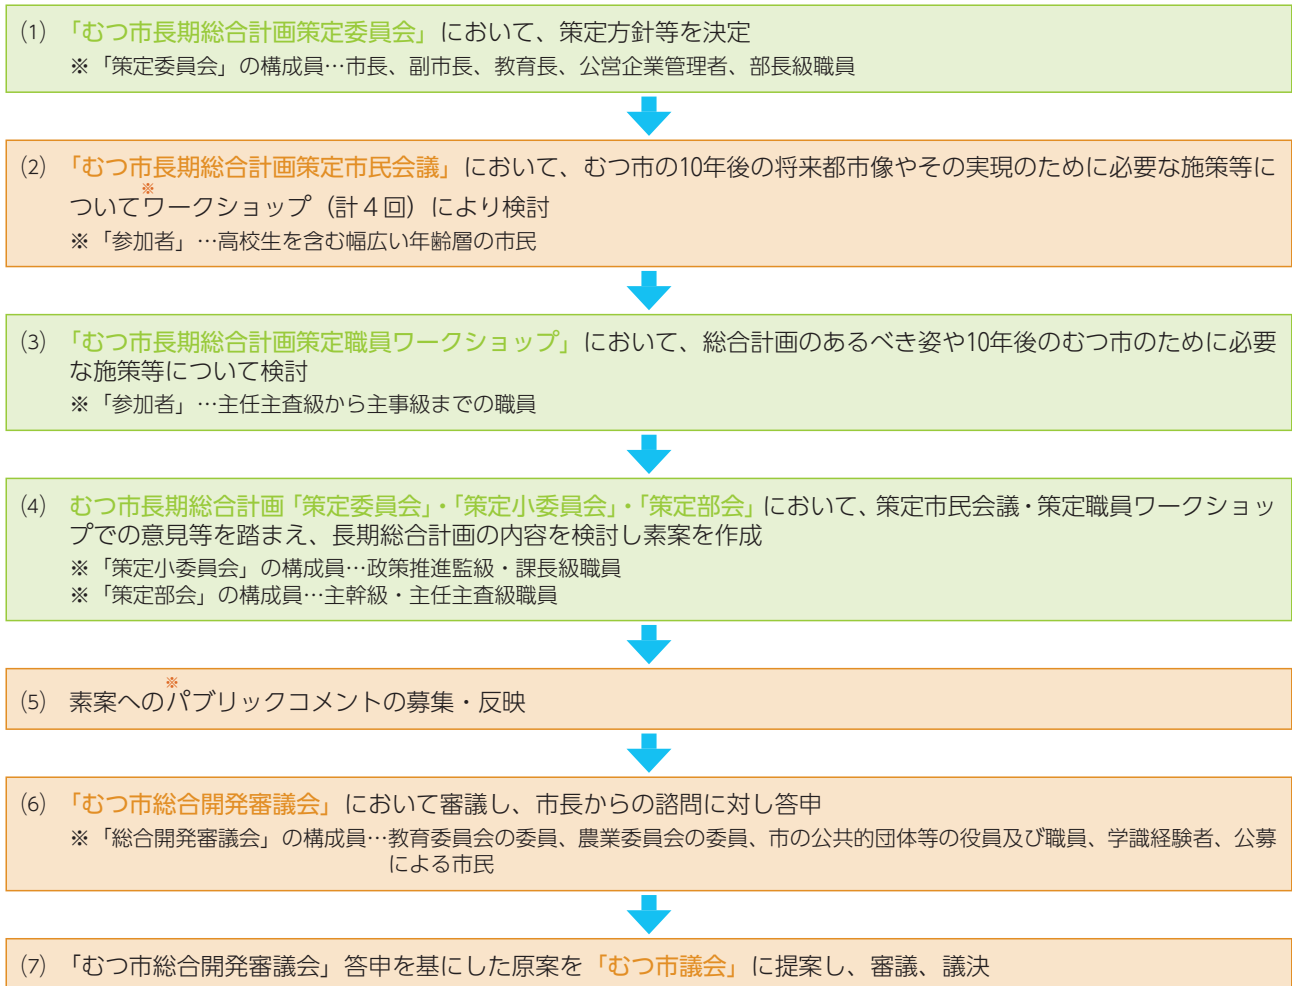 (1) 「むつ市長期総合計画策定委員会」において、策定方針等を決定
※「策定委員会」の構成員…市長、副市長、教育長、公営企業管理者、部長級職員
(2) 「むつ市長期総合計画策定市民会議」において、むつ市の10年後の将来都市像やその実現のために必要な施策等に
※
ついてワークショップ（計４回）により検討
※「参加者」…高校生を含む幅広い年齢層の市民
(3) 「むつ市長期総合計画策定職員ワークショップ」において、総合計画のあるべき姿や10年後のむつ市のために必要
な施策等について検討
※「参加者」…主任主査級から主事級までの職員
(4) むつ市長期総合計画「策定委員会」・「策定小委員会」・「策定部会」において、策定市民会議・策定職員ワークショッ
プでの意見等を踏まえ、長期総合計画の内容を検討し素案を作成
※「策定小委員会」の構成員…政策推進監級・課長級職員
※「策定部会」の構成員…主幹級・主任主査級職員
※
(5) 素案へのパブリックコメントの募集・反映
(6) 「むつ市総合開発審議会」において審議し、市長からの諮問に対し答申
※「総合開発審議会」の構成員…教育委員会の委員、農業委員会の委員、市の公共的団体等の役員及び職員、学識経験者、公募
による市民
(7) 「むつ市総合開発審議会」答申を基にした原案を「むつ市議会」に提案し、審議、議決